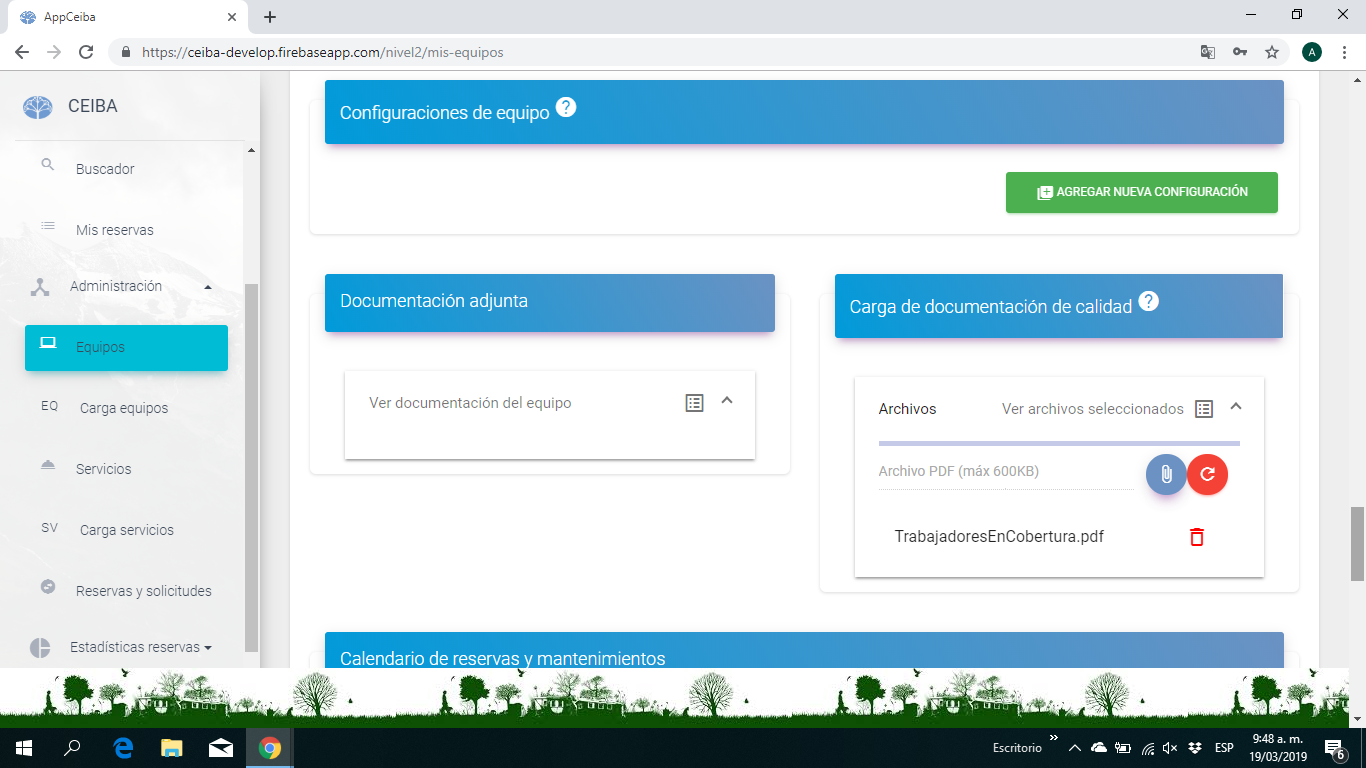 AppCeiba
https://ceiba-develop.firebaseapp.com/nivel2/mis-equipos
A
CEIBA
Buscador
Mis reservas
Administración
Equipos
EQ Carga equipos
Servicios
SV Carga servicios
Reservas y solicitudes
Estadísticas reservas
Configuraciones de equipo ?
AGREGAR NUEVA CONFIGURACIÓN
Documentación adjunta
Ver documentación del equipo
Carga de documentación de calidad ?
Archivos Ver archivos seleccionados
Archivo PDF (máx 600KB)
TrabajadoresEnCobertura.pdf
Calendario de reservas y mantenimientos
Escritorio
ESP
9:48 a. m.
19/03/2019
6